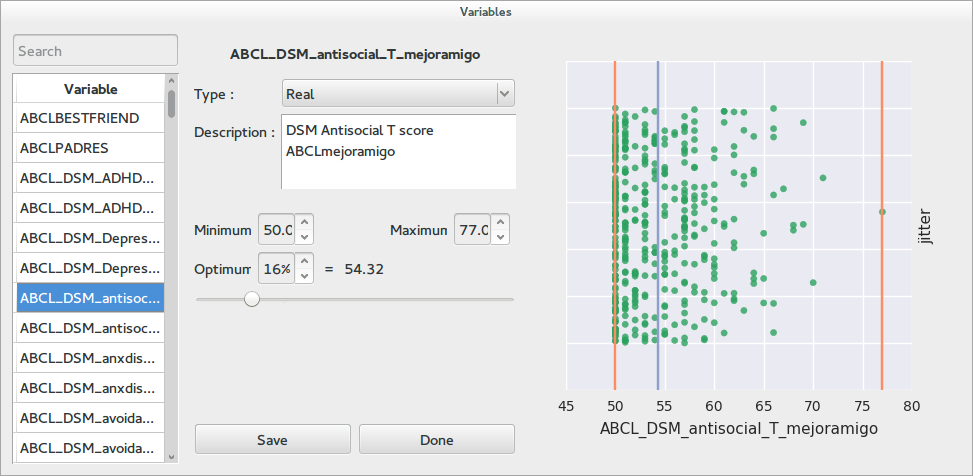 Variables
Search
Variable
ABCLBESTFRIEND
ABCLPADRES
ABCL_DSM_ADHD...
ABCL_DSM_ADHD...
ABCL_DSM_Depres...
ABCL_DSM_Depres...
ABCL_DSM_antisoc...
ABCL_DSM_antisoc...
ABCL_DSM_anxdis...
ABCL_DSM_anxdis...
ABCL_DSM_avoida...
ABCL_DSM_avoida...
ABCL_DSM_antisocial_T_mejoramigo
Type : Real
Description : DSM Antisocial T score
ABCLmejoramigo
Minimum 50.0 Maximum 77.0
Optimum 16% = 54.32
Save Done
jitter
45 50 55 60 65 70 75 80
ABCL_DSM_antisocial_T_mejoramigo